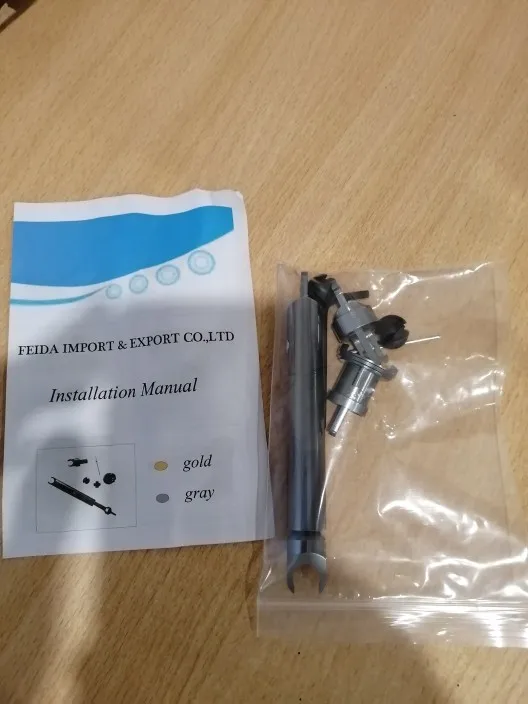 FEIDA IMPORT & EXPORT CO.,LTD
Installation Manual
gold
gray